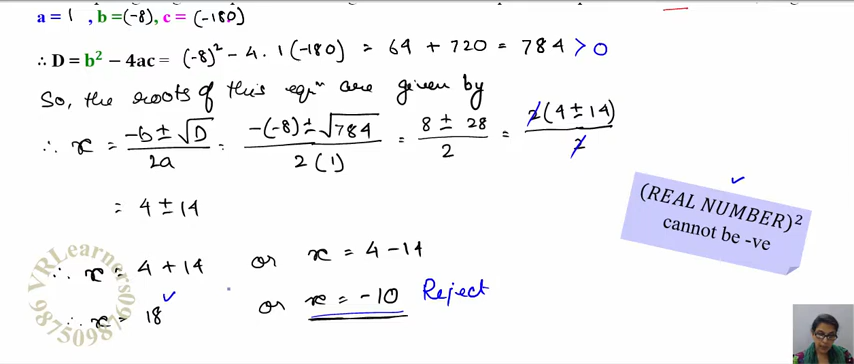 a = 1 , b = (-8), c = (-180)
∴ D = b² − 4ac = (-8)² − 4 . 1 (-180) = 64 + 720 = 784 > 0
So, the roots of this eqⁿ are given by
∴ x = (-b ± √D)/2a = (-(-8) ± √784)/2(1) = (8 ± 28)/2 = 2(4 ± 14)/2
= 4 ± 14
∴ x = 4 + 14 or x = 4 − 14
∴ x = 18 ✓ or x = −10 Reject
(REAL NUMBER)²
cannot be -ve
VRLearners